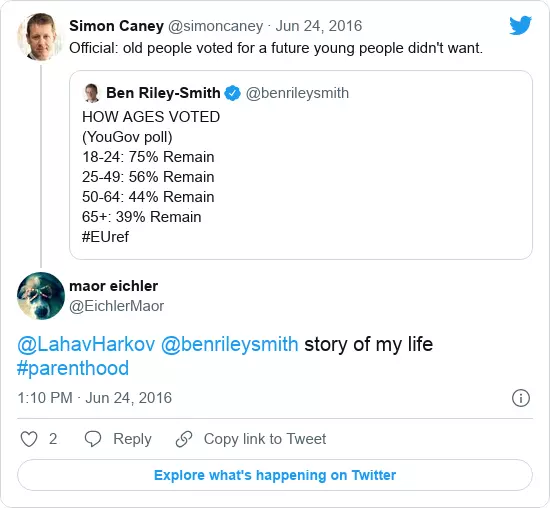 Simon Caney @simoncaney · Jun 24, 2016
Official: old people voted for a future young people didn't want.
Ben Riley-Smith @benrileysmith
HOW AGES VOTED
(YouGov poll)
18-24: 75% Remain
25-49: 56% Remain
50-64: 44% Remain
65+: 39% Remain
#EUref
maor eichler
@EichlerMaor
@LahavHarkov @benrileysmith story of my life
#parenthood
1:10 PM · Jun 24, 2016
2 Reply Copy link to Tweet
Explore what's happening on Twitter